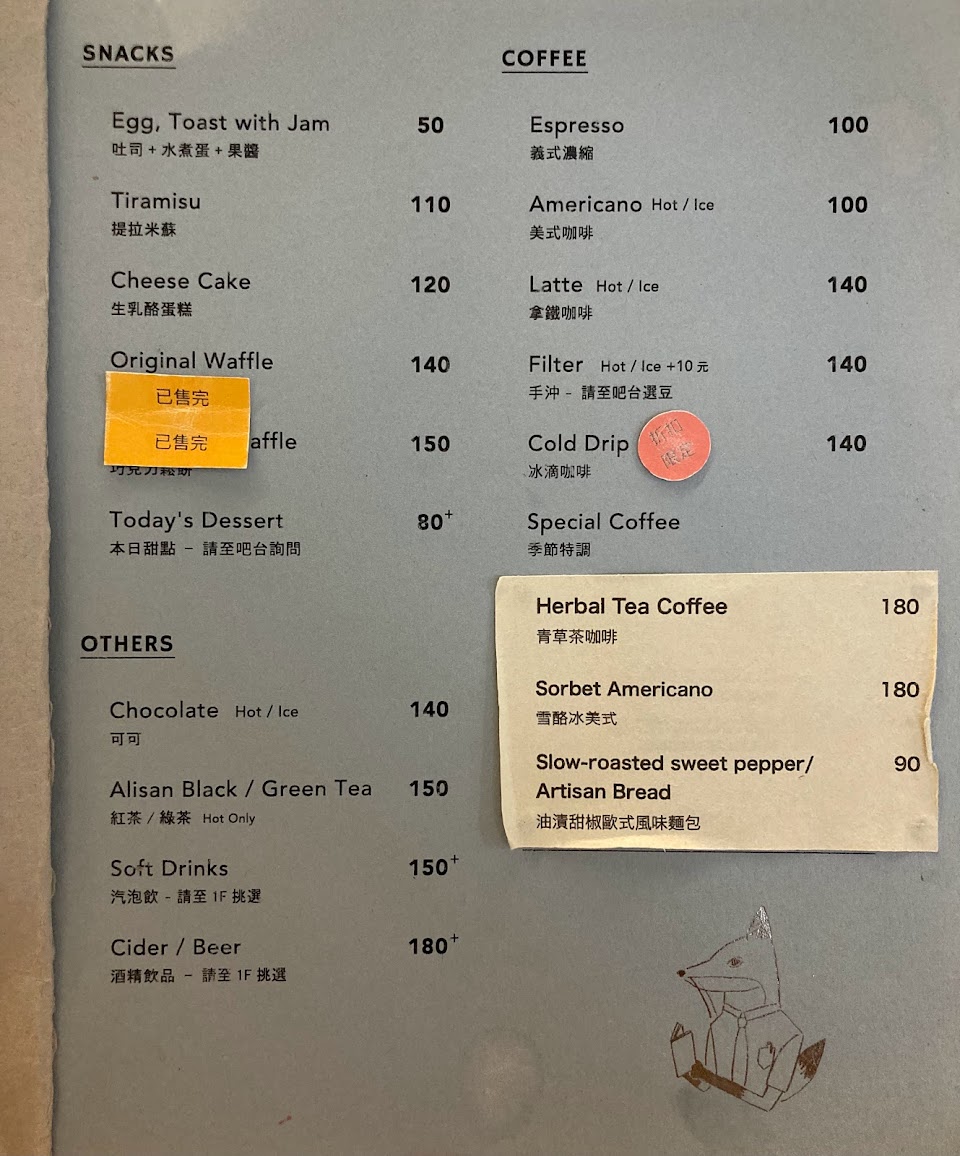 SNACKS
Egg, Toast with Jam 50
吐司 + 水煮蛋 + 果醬
Tiramisu 110
提拉米蘇
Cheese Cake 120
生乳酪蛋糕
Original Waffle 140
已售完
已售完 affle 150
巧克力鬆餅
Today's Dessert 80+
本日甜點 – 請至吧台詢問
OTHERS
Chocolate Hot / Ice 140
可可
Alisan Black / Green Tea 150
紅茶 / 綠茶 Hot Only
Soft Drinks 150+
汽泡飲 - 請至 1F 挑選
Cider / Beer 180+
酒精飲品 – 請至 1F 挑選
COFFEE
Espresso 100
義式濃縮
Americano Hot / Ice 100
美式咖啡
Latte Hot / Ice 140
拿鐵咖啡
Filter Hot / Ice +10 元 140
手沖 - 請至吧台選豆
Cold Drip 140
冰滴咖啡
限定
Special Coffee
季節特調
Herbal Tea Coffee 180
青草茶咖啡
Sorbet Americano 180
雪酪冰美式
Slow-roasted sweet pepper/ 90
Artisan Bread
油漬甜椒歐式風味麵包